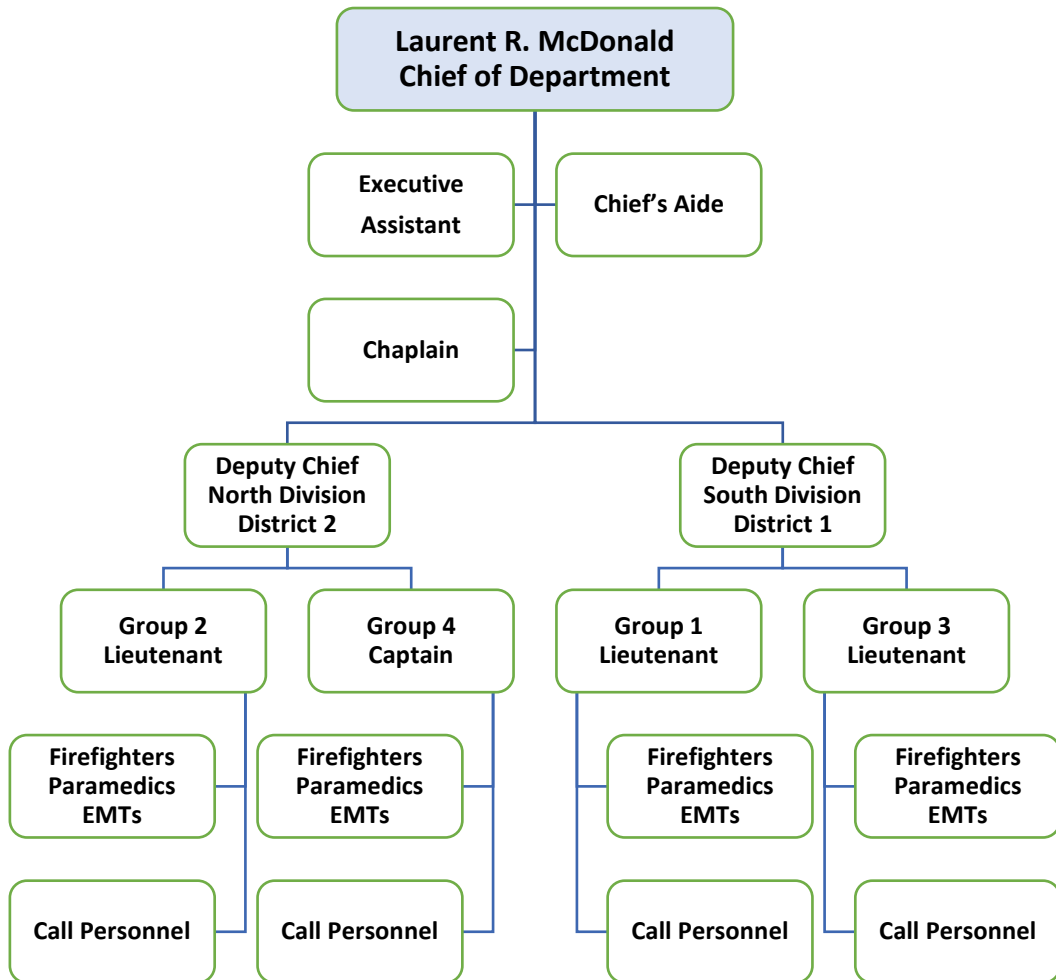 Laurent R. McDonald
Chief of Department
Executive
Assistant
Chief’s Aide
Chaplain
Deputy Chief
North Division
District 2
Deputy Chief
South Division
District 1
Group 2
Lieutenant
Group 4
Captain
Group 1
Lieutenant
Group 3
Lieutenant
Firefighters
Paramedics
EMTs
Firefighters
Paramedics
EMTs
Firefighters
Paramedics
EMTs
Firefighters
Paramedics
EMTs
Call Personnel
Call Personnel
Call Personnel
Call Personnel